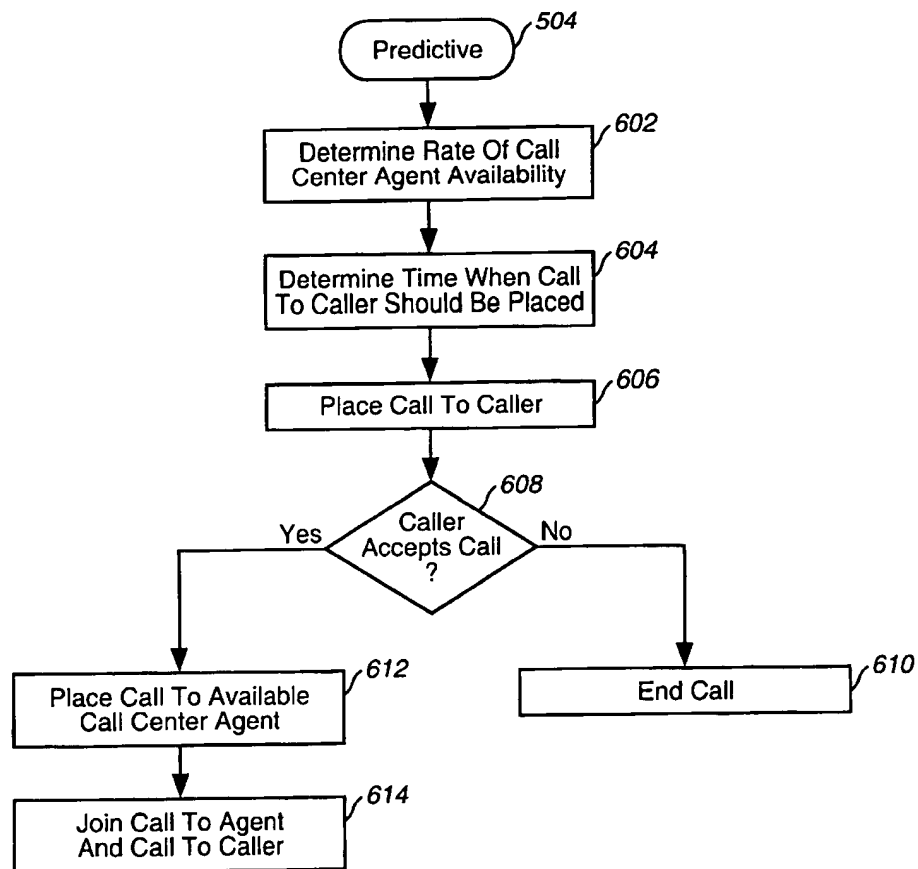 Predictive
504
602
Determine Rate Of Call
Center Agent Availability
604
Determine Time When Call
To Caller Should Be Placed
606
Place Call To Caller
608
Caller
Accepts Call
?
Yes
No
612
Place Call To Available
Call Center Agent
610
End Call
614
Join Call To Agent
And Call To Caller